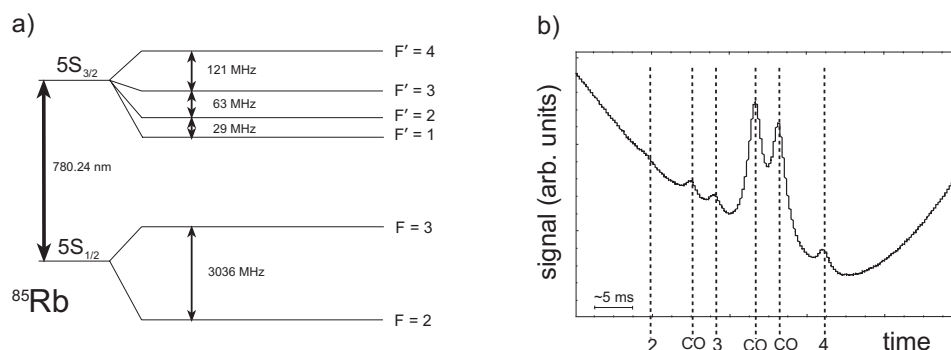 a)
5S3/2
780.24 nm
5S1/2
85Rb
121 MHz
63 MHz
29 MHz
3036 MHz
F' = 4
F' = 3
F' = 2
F' = 1
F = 3
F = 2
b)
signal (arb. units)
~5 ms
2 CO 3 CO CO 4 time